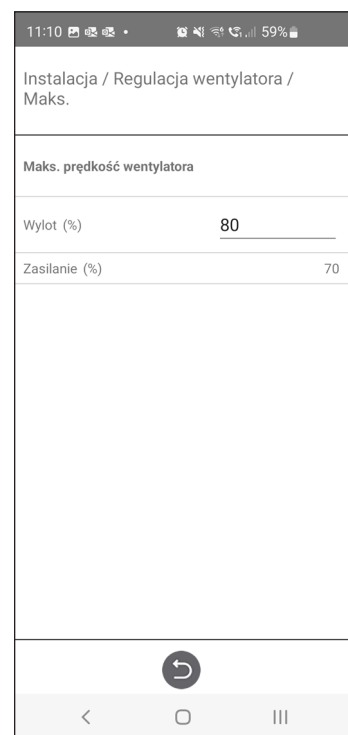 11:10 59%
Instalacja / Regulacja wentylatora /
Maks.
Maks. prędkość wentylatora
Wylot (%) 80
Zasilanie (%) 70